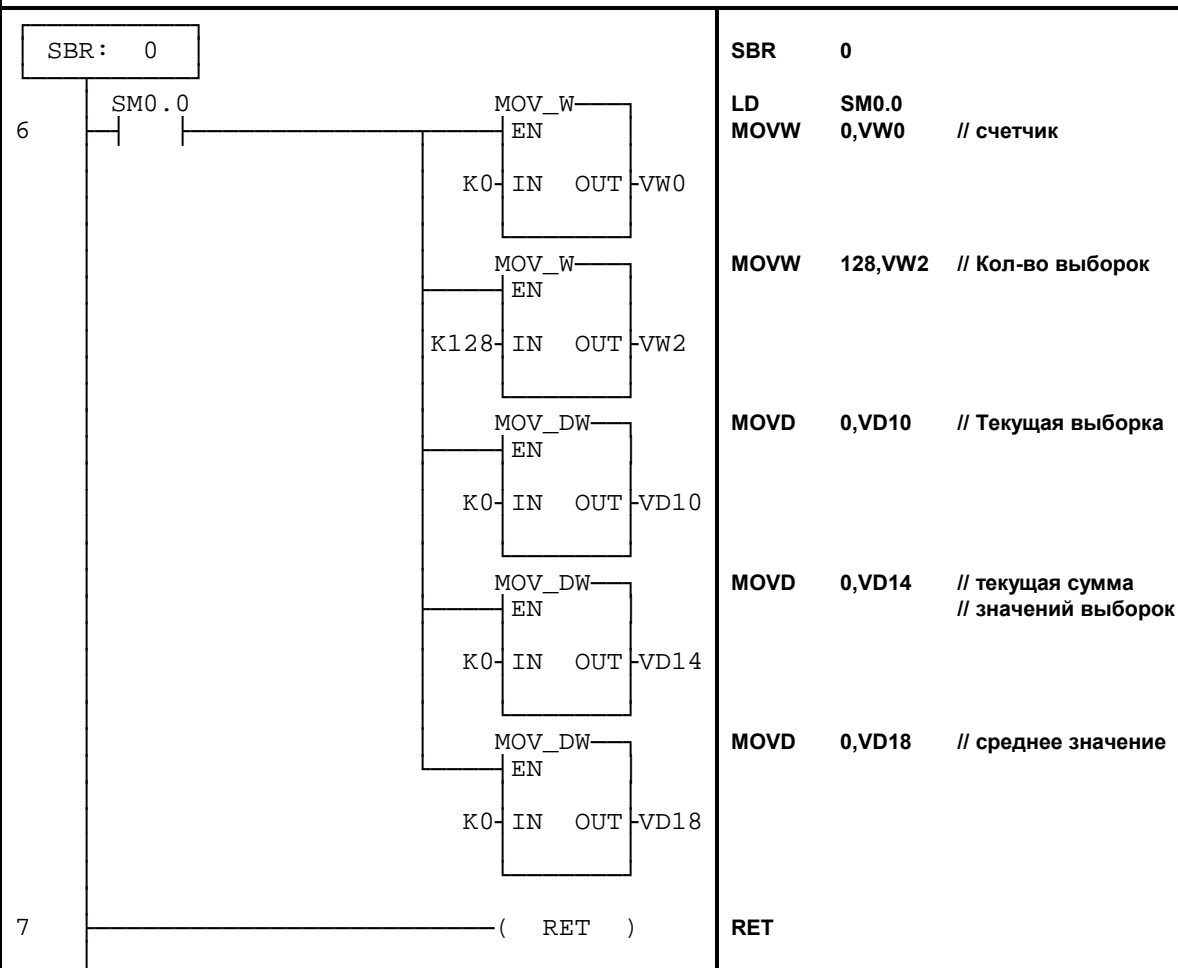 SBR: 0
SBR 0
SM0.0 MOV_W LD SM0.0
6 EN MOVW 0,VW0 // счетчик
K0 IN OUT VW0
MOV_W MOVW 128,VW2 // Кол-во выборок
EN
K128 IN OUT VW2
MOV_DW MOVD 0,VD10 // Текущая выборка
EN
K0 IN OUT VD10
MOV_DW MOVD 0,VD14 // текущая сумма
EN // значений выборок
K0 IN OUT VD14
MOV_DW MOVD 0,VD18 // среднее значение
EN
K0 IN OUT VD18
7 ( RET ) RET